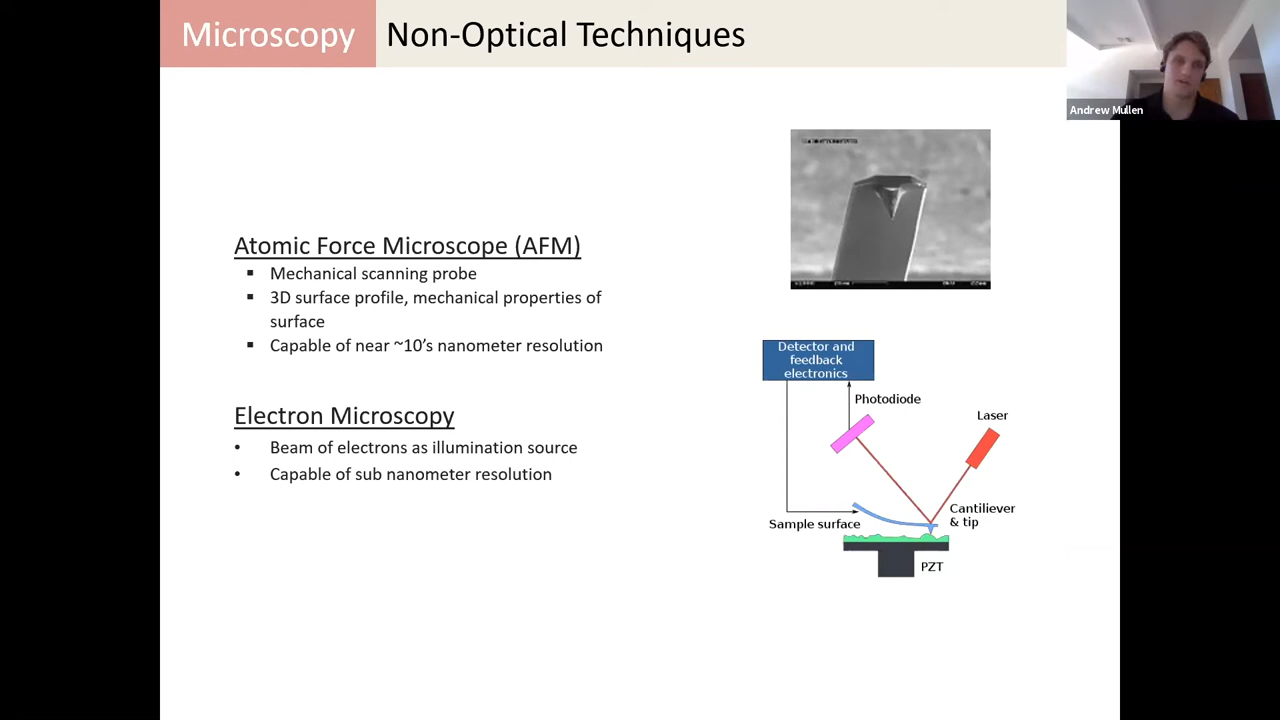 Microscopy
Non-Optical Techniques
Andrew Mullen
Atomic Force Microscope (AFM)
▪ Mechanical scanning probe
▪ 3D surface profile, mechanical properties of
surface
▪ Capable of near ~10’s nanometer resolution
Electron Microscopy
• Beam of electrons as illumination source
• Capable of sub nanometer resolution
Detector and
feedback
electronics
Photodiode
Laser
Cantiliever
& tip
Sample surface
PZT